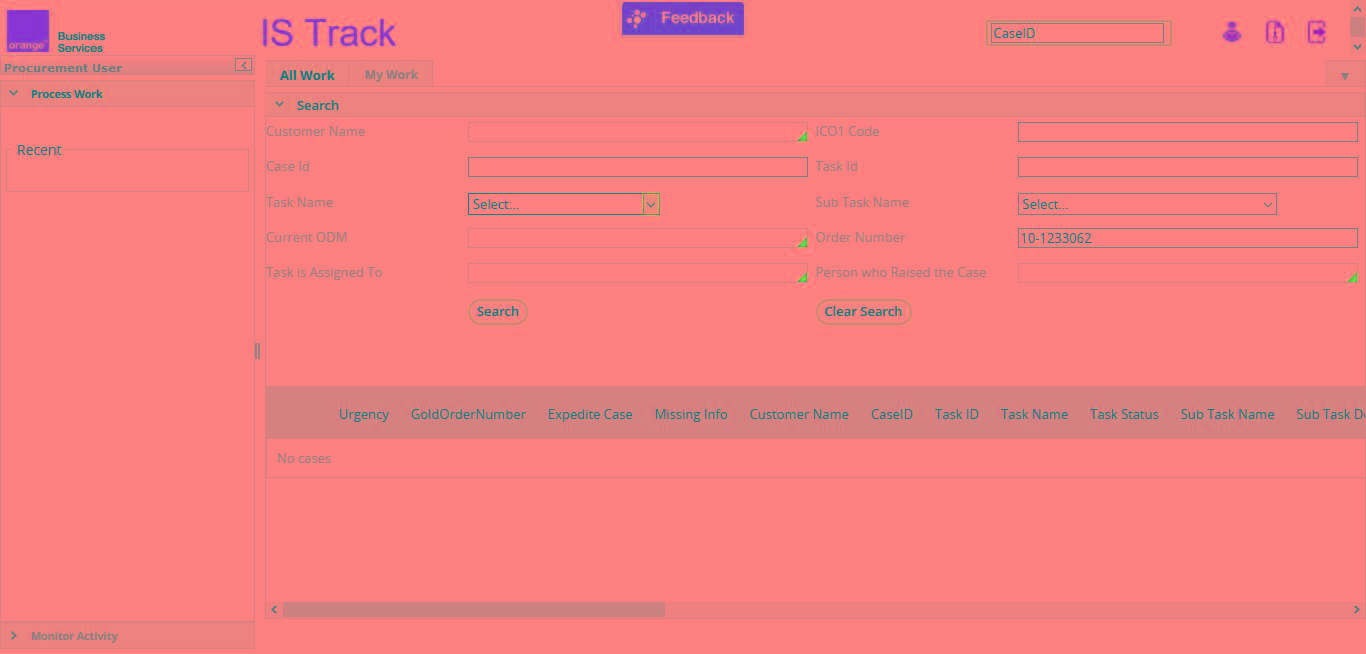 orange™
Business
Services
IS Track
Feedback
CaseID
Procurement User
Process Work
Recent
Monitor Activity
All Work
My Work
Search
Customer Name
ICO1 Code
Case Id
Task Id
Task Name
Select...
Sub Task Name
Select...
Current ODM
Order Number
10-1233062
Task is Assigned To
Person who Raised the Case
Search
Clear Search
Urgency GoldOrderNumber Expedite Case Missing Info Customer Name CaseID Task ID Task Name Task Status Sub Task Name Sub Task De
No cases